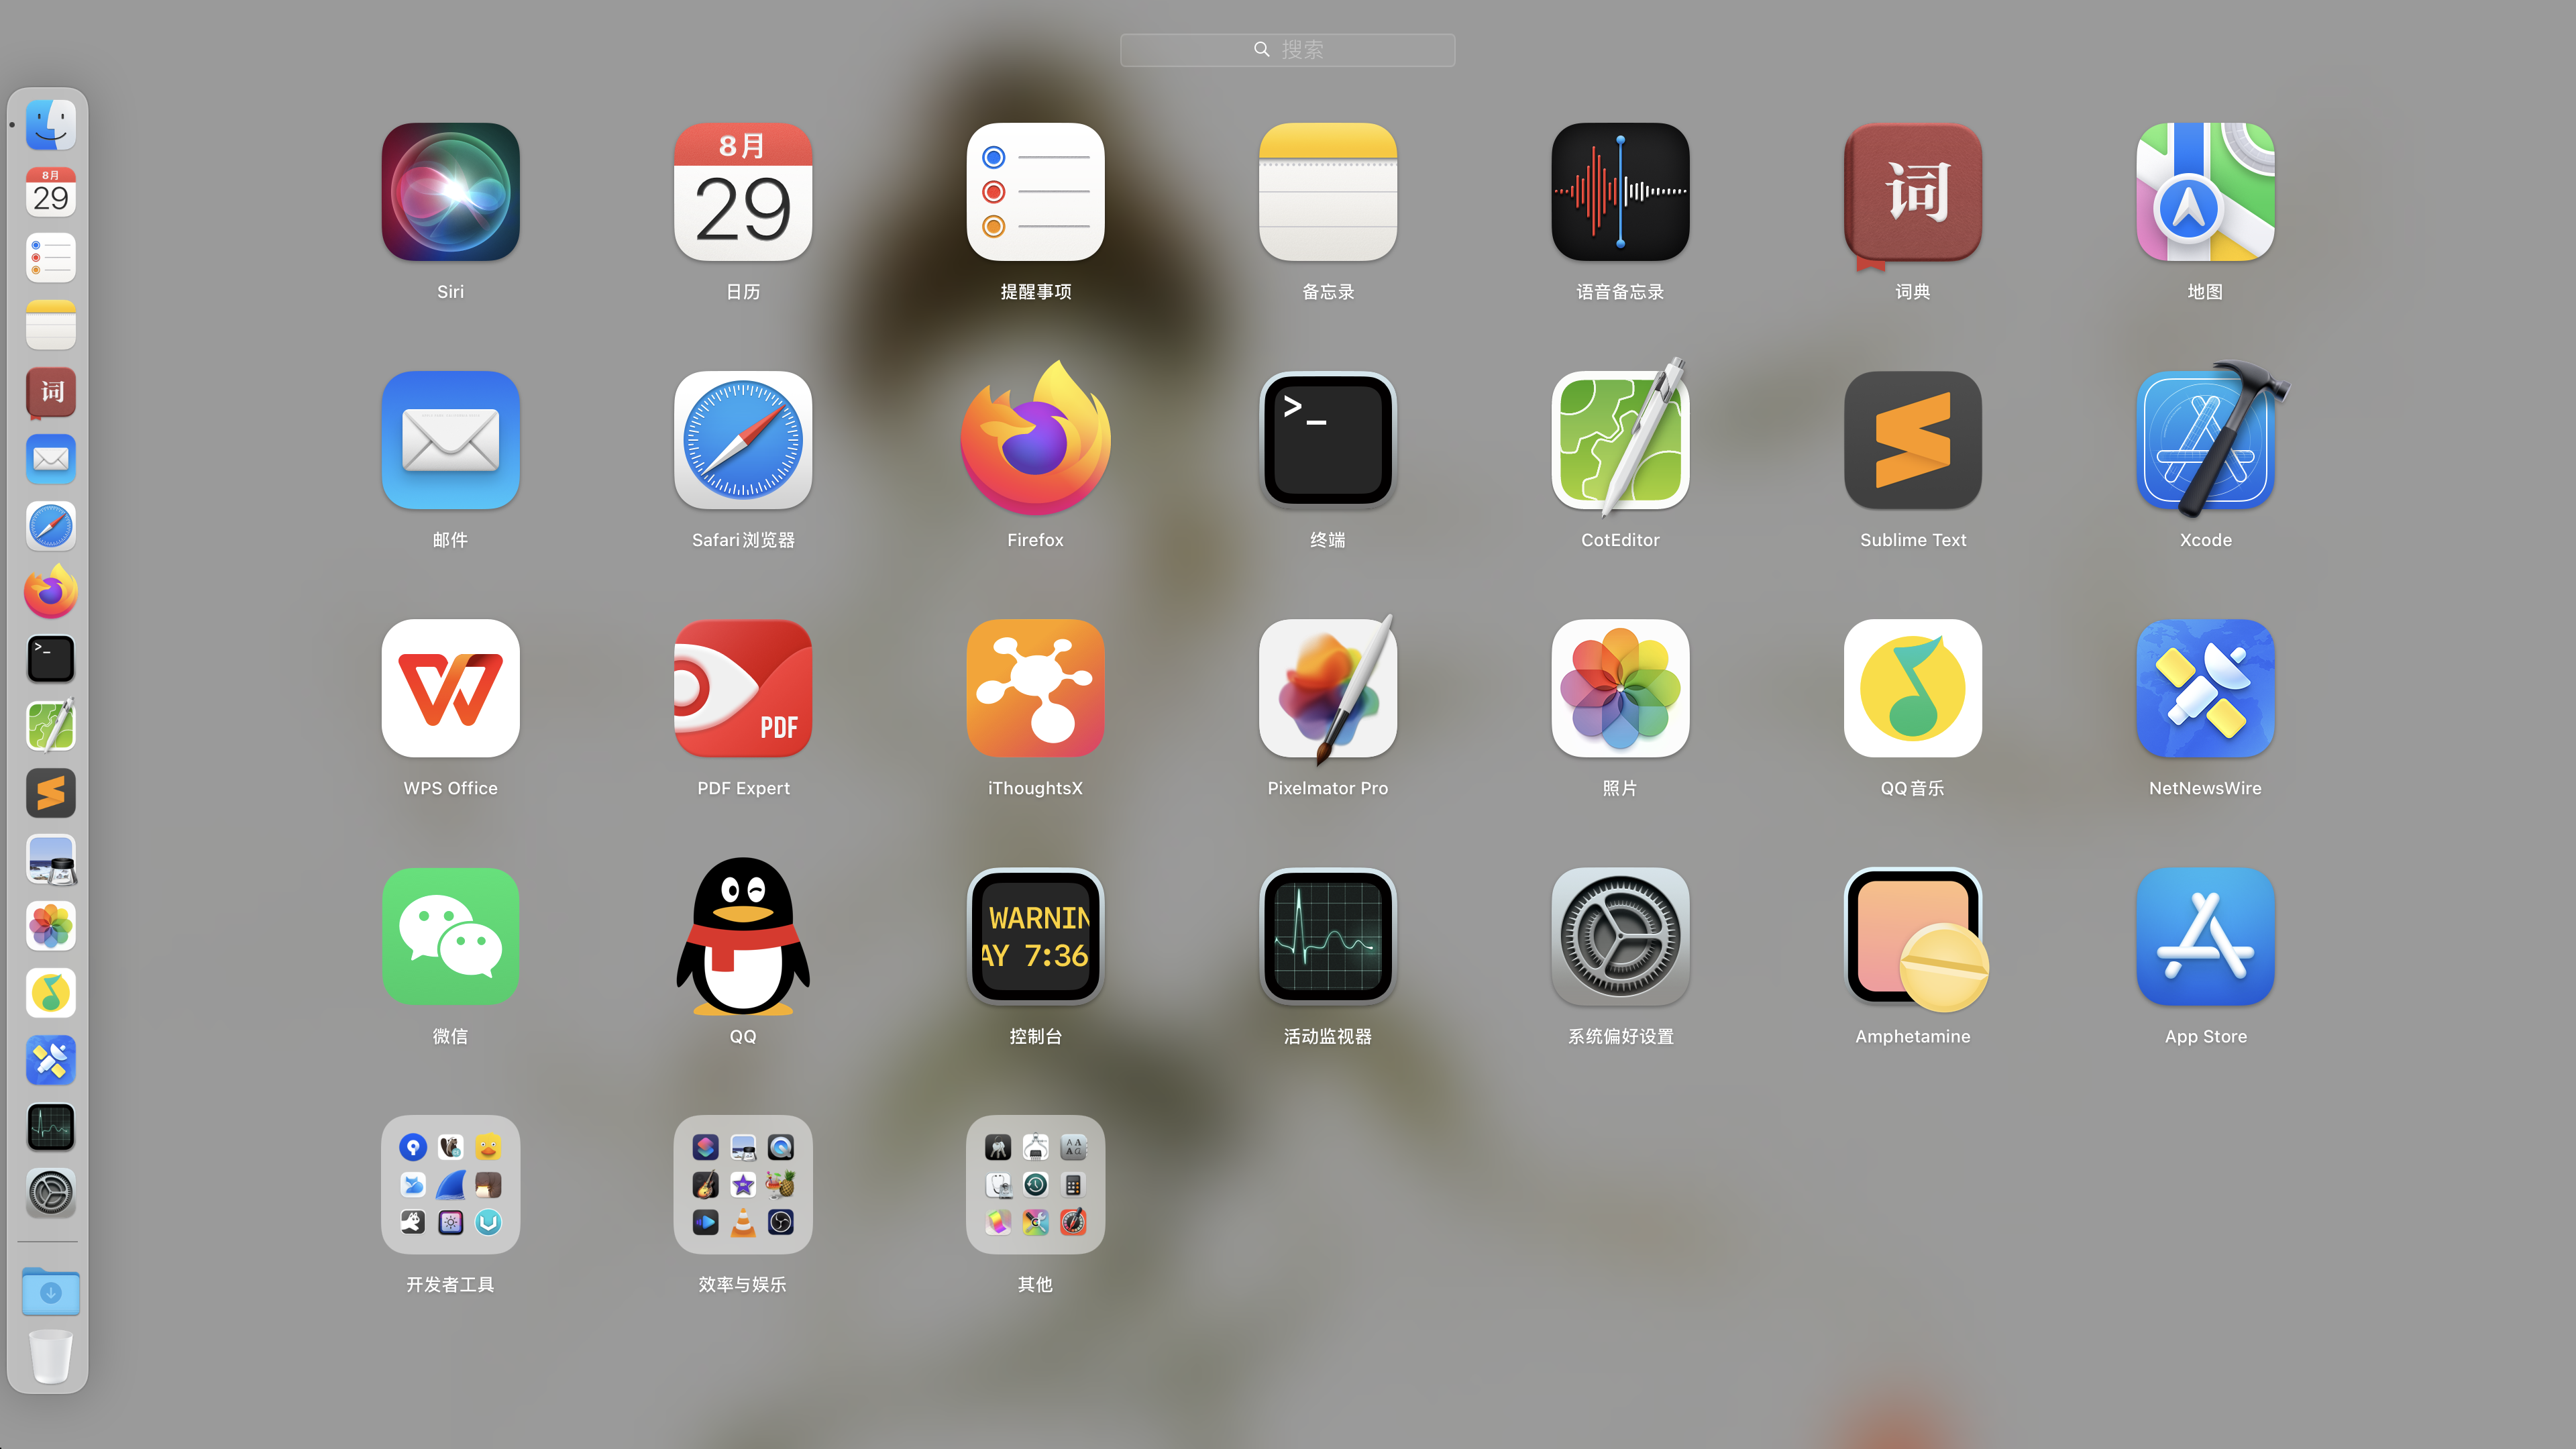 搜索
8月
29
词
Siri
8月
29
日历
提醒事项
备忘录
语音备忘录
词
词典
地图
邮件
Safari浏览器
Firefox
>_
终端
CotEditor
Sublime Text
Xcode
WPS Office
PDF
PDF Expert
iThoughtsX
Pixelmator Pro
照片
QQ音乐
NetNewsWire
>_
微信
QQ
WARNIN
AY 7:36
控制台
活动监视器
系统偏好设置
Amphetamine
App Store
开发者工具
效率与娱乐
其他